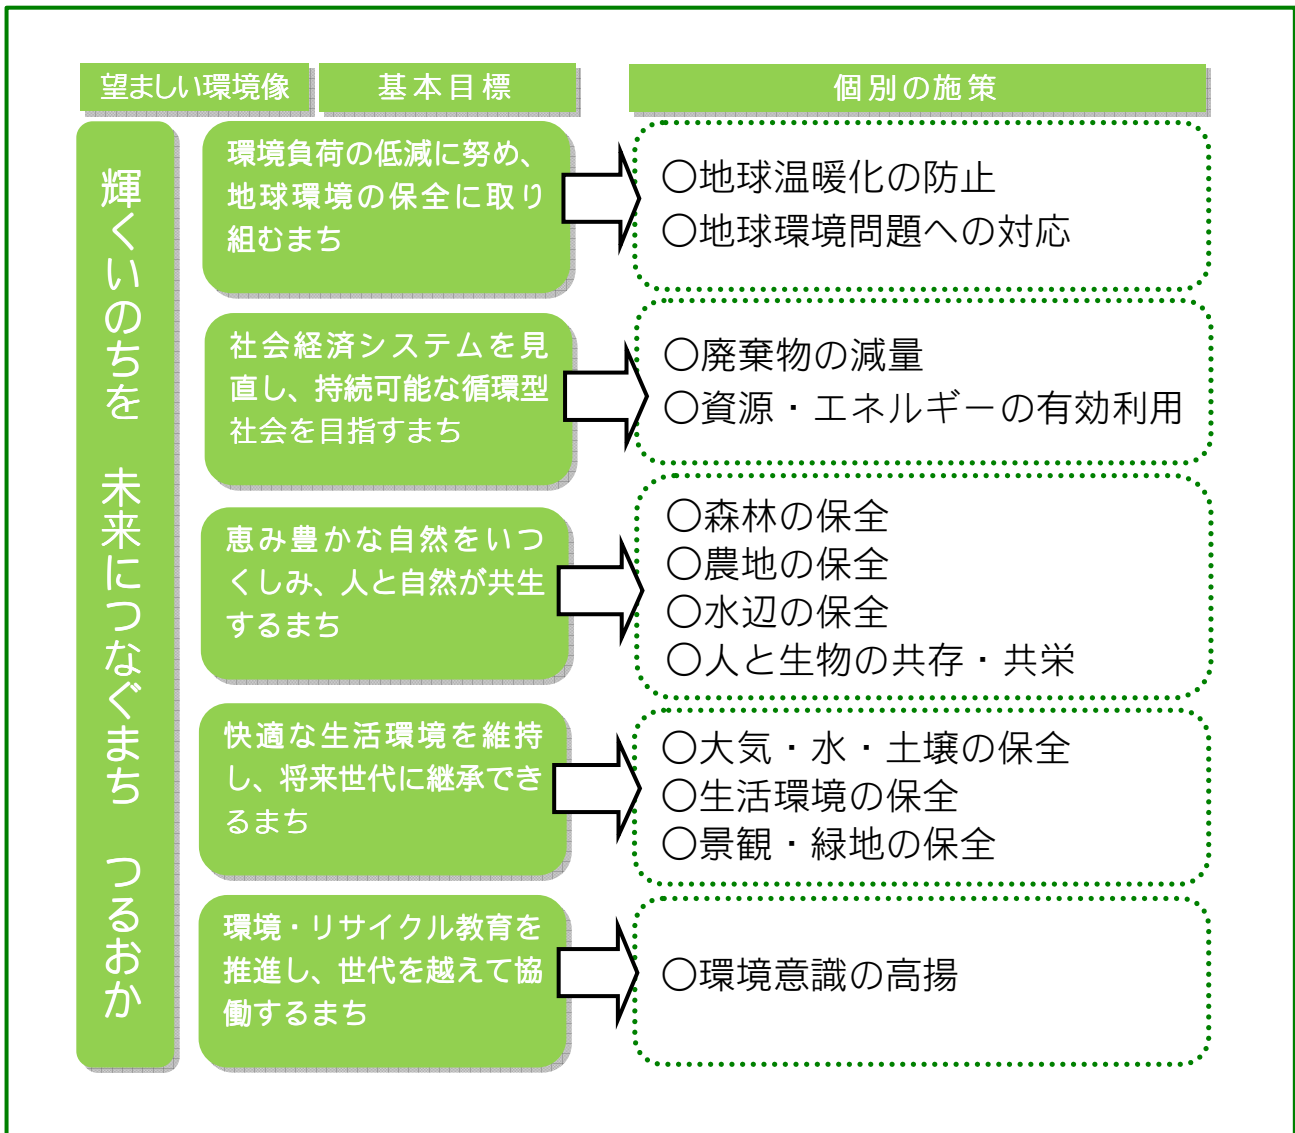 望ましい環境像
基本目標
個別の施策
輝くいのちを 未来につなぐまち つるおか
環境負荷の低減に努め、
地球環境の保全に取り
組むまち
○地球温暖化の防止
○地球環境問題への対応
社会経済システムを見
直し、持続可能な循環型
社会を目指すまち
○廃棄物の減量
○資源・エネルギーの有効利用
恵み豊かな自然をいつ
くしみ、人と自然が共生
するまち
○森林の保全
○農地の保全
○水辺の保全
○人と生物の共存・共栄
快適な生活環境を維持
し、将来世代に継承でき
るまち
○大気・水・土壌の保全
○生活環境の保全
○景観・緑地の保全
環境・リサイクル教育を
推進し、世代を越えて協
働するまち
○環境意識の高揚